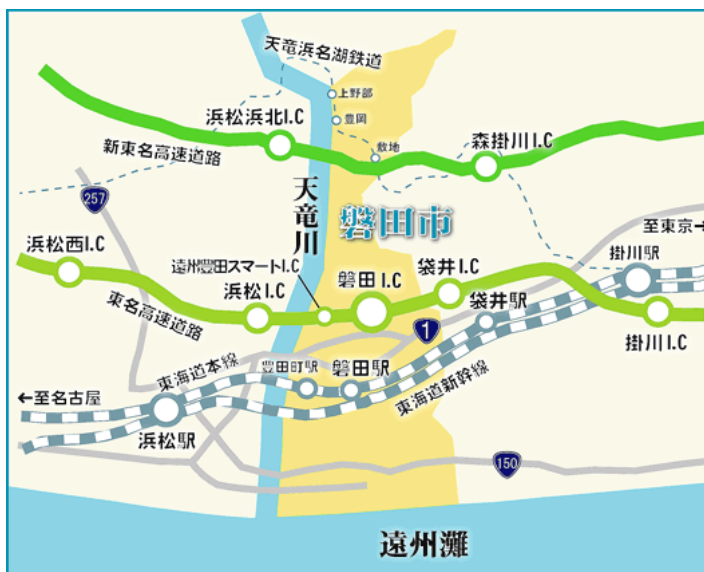 天竜浜名湖鉄道
上野部
浜松浜北I.C
豊岡
敷地
森掛川I.C
新東名高速道路
257
天竜川
磐田市
至東京→
掛川駅
浜松西I.C
遠州豊田スマートI.C
磐田I.C
袋井I.C
浜松I.C
袋井駅
東名高速道路
1
掛川I.C
東海道本線
豊田町駅
磐田駅
東海道新幹線
←至名古屋
浜松駅
150
遠州灘